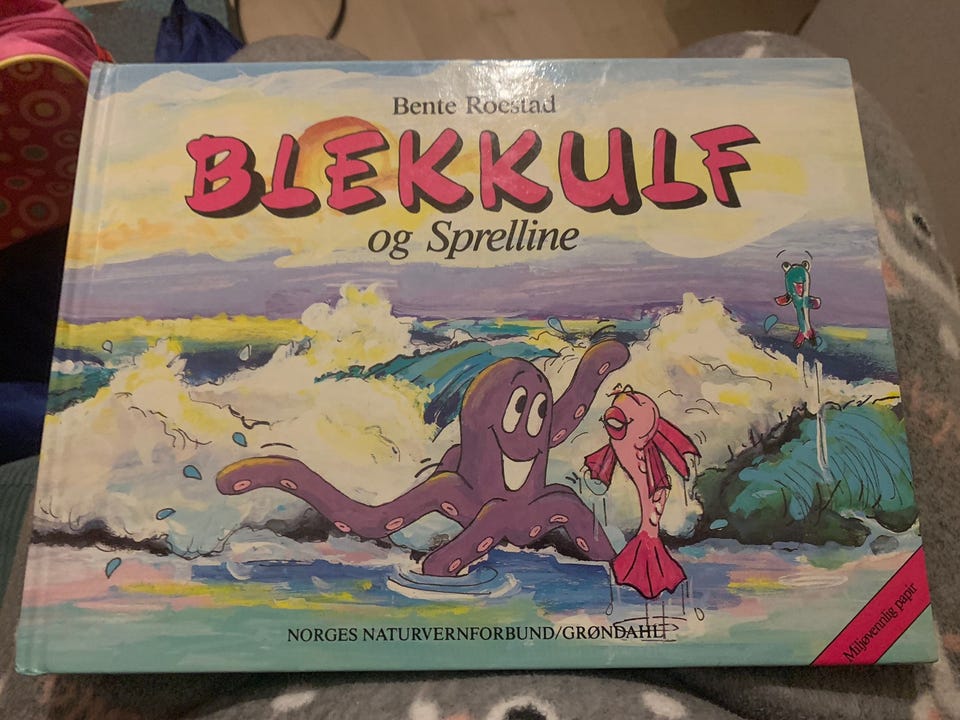 Bente Roestad
BLEKKULF
og Sprelline
NORGES NATURVERNFORBUND/GRØNDAHL
Miljøvennlig papir